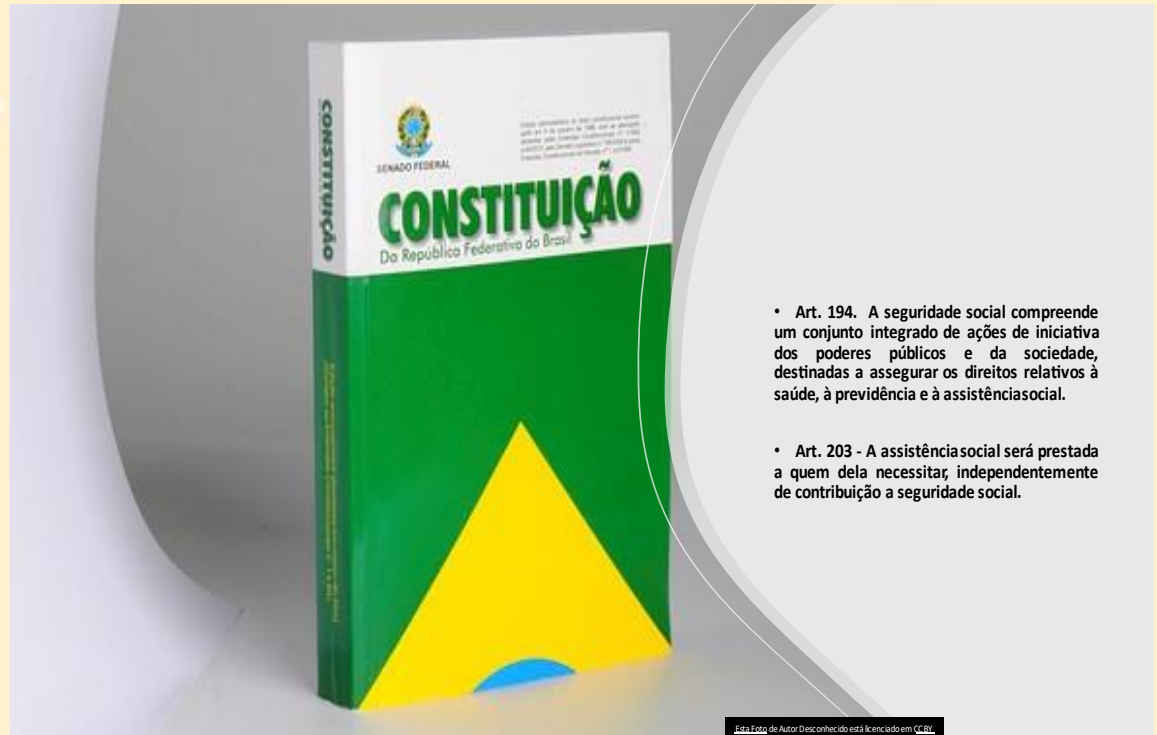 CONSTITUIÇÃO
SENADO FEDERAL
CONSTITUIÇÃO
Da República Federativa do Brasil
• Art. 194. A seguridade social compreende
um conjunto integrado de ações de iniciativa
dos poderes públicos e da sociedade,
destinadas a assegurar os direitos relativos à
saúde, à previdência e à assistênciasocial.
• Art. 203 - A assistência social será prestada
a quem dela necessitar, independentemente
de contribuição a seguridade social.
Esta Foto de Autor Desconhecido está licenciado em CC BY